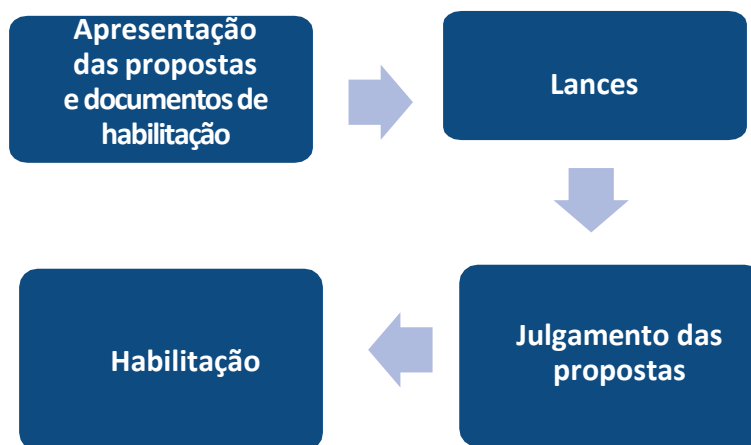 Apresentação
das propostas
e documentos de
habilitação
Lances
Julgamento das
propostas
Habilitação